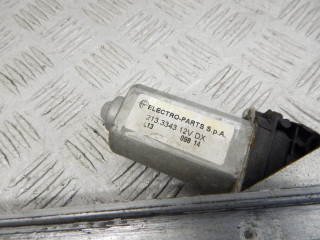 ELECTRO-PARTS S.p.A.
213.3343 12V DX
L13 098 14